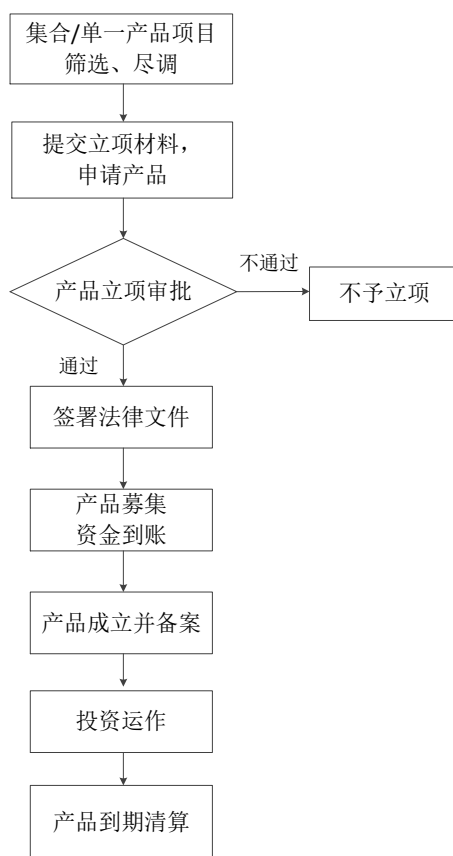 集合/单一产品项目
筛选、尽调
提交立项材料，
申请产品
产品立项审批
不通过
不予立项
通过
签署法律文件
产品募集
资金到账
产品成立并备案
投资运作
产品到期清算